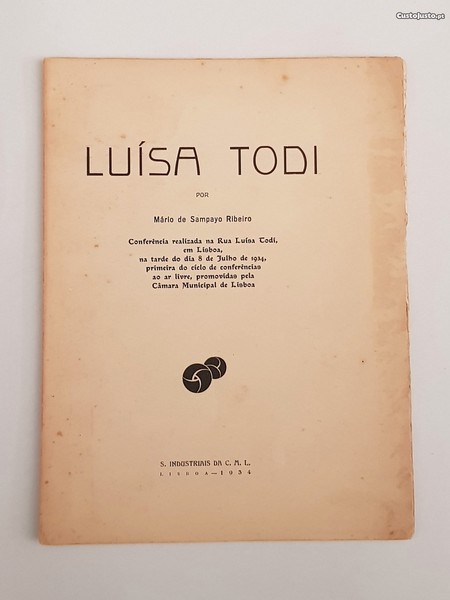 CustoJusto.pt
LUÍSA TODI
POR
Mário de Sampayo Ribeiro
Conferência realizada na Rua Luísa Todi,
em Lisboa,
na tarde do dia 8 de Julho de 1934,
primeira do ciclo de conferências
ao ar livre, promovidas pela
Câmara Municipal de Lisboa
S. INDUSTRIAIS DA C. M. L.
LISBOA—1934